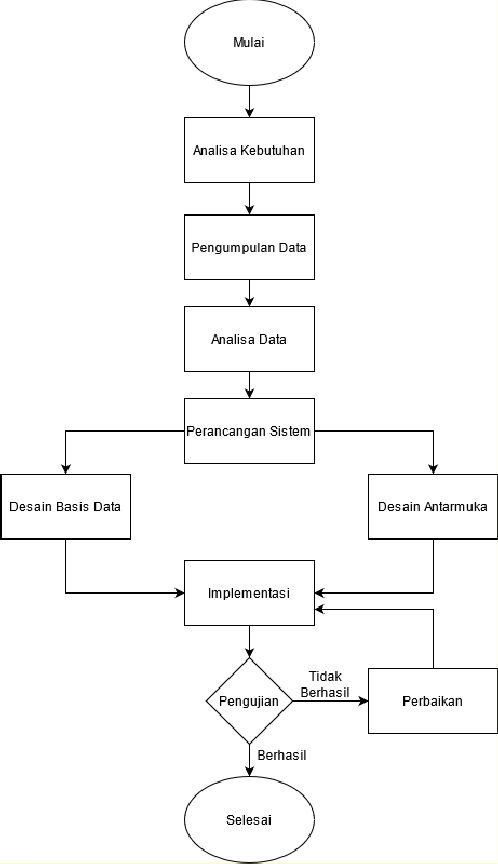 Mulai
Analisa Kebutuhan
Pengumpulan Data
Analisa Data
Perancangan Sistem
Desain Basis Data
Desain Antarmuka
Implementasi
Pengujian
Tidak
Berhasil
Perbaikan
Berhasil
Selesai